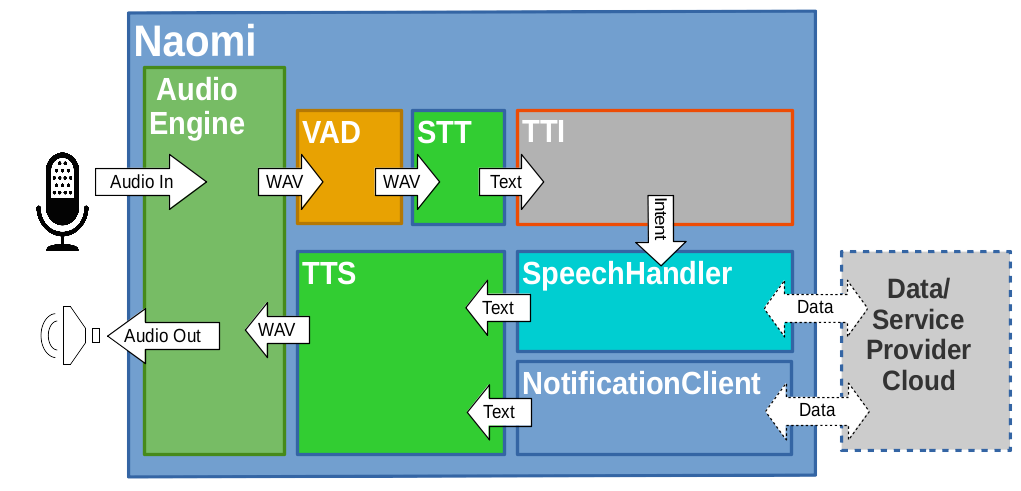 Naomi
Audio
Engine
VAD
STT
TTI
Audio In
WAV
WAV
Text
Intent
TTS
SpeechHandler
Data/
Service
Provider
Cloud
Text
Data
Audio Out
WAV
NotificationClient
Text
Data